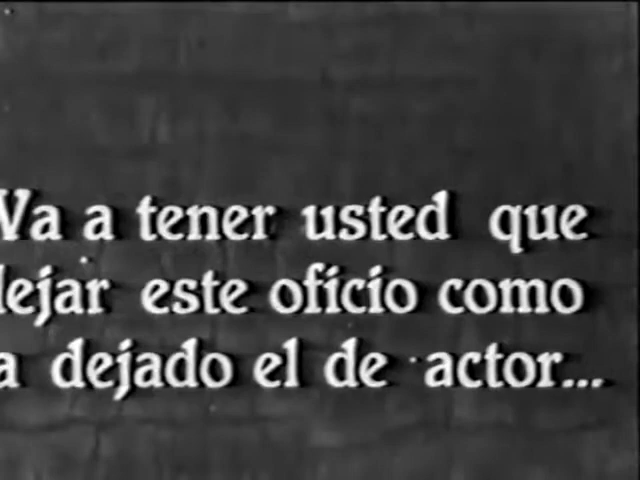 Va a tener usted que
lejar este oficio como
a dejado el de actor...